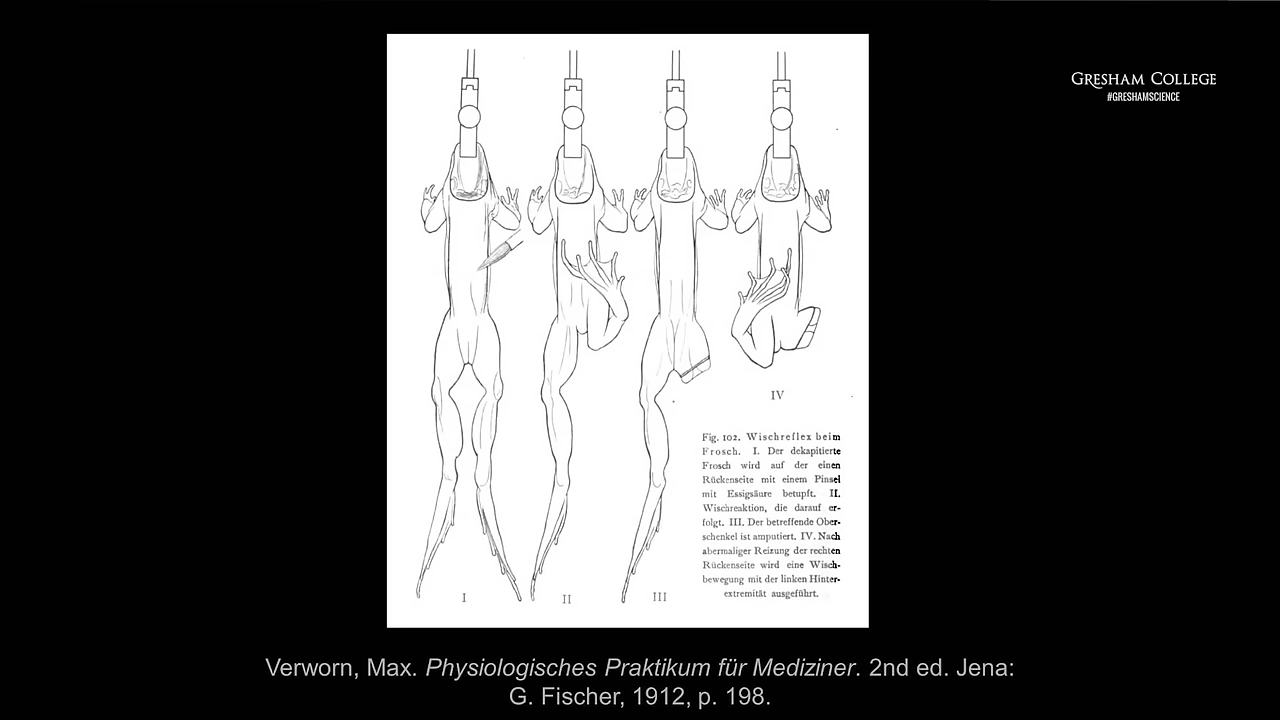 GRESHAM COLLEGE
#GRESHAMSCIENCE
IV
Fig. 102. Wischreflex beim
Frosch. I. Der dekapitierte
Frosch wird auf der einen
Rückenseite mit einem Pinsel
mit Essigsäure betupft. II.
Wischreaktion, die darauf er-
folgt. III. Der betreffende Ober-
schenkel ist amputiert. IV. Nach
abermaliger Reizung der rechten
Rückenseite wird eine Wisch-
bewegung mit der linken Hinter-
extremität ausgeführt.
I II III
Verworn, Max. Physiologisches Praktikum für Mediziner. 2nd ed. Jena:
G. Fischer, 1912, p. 198.